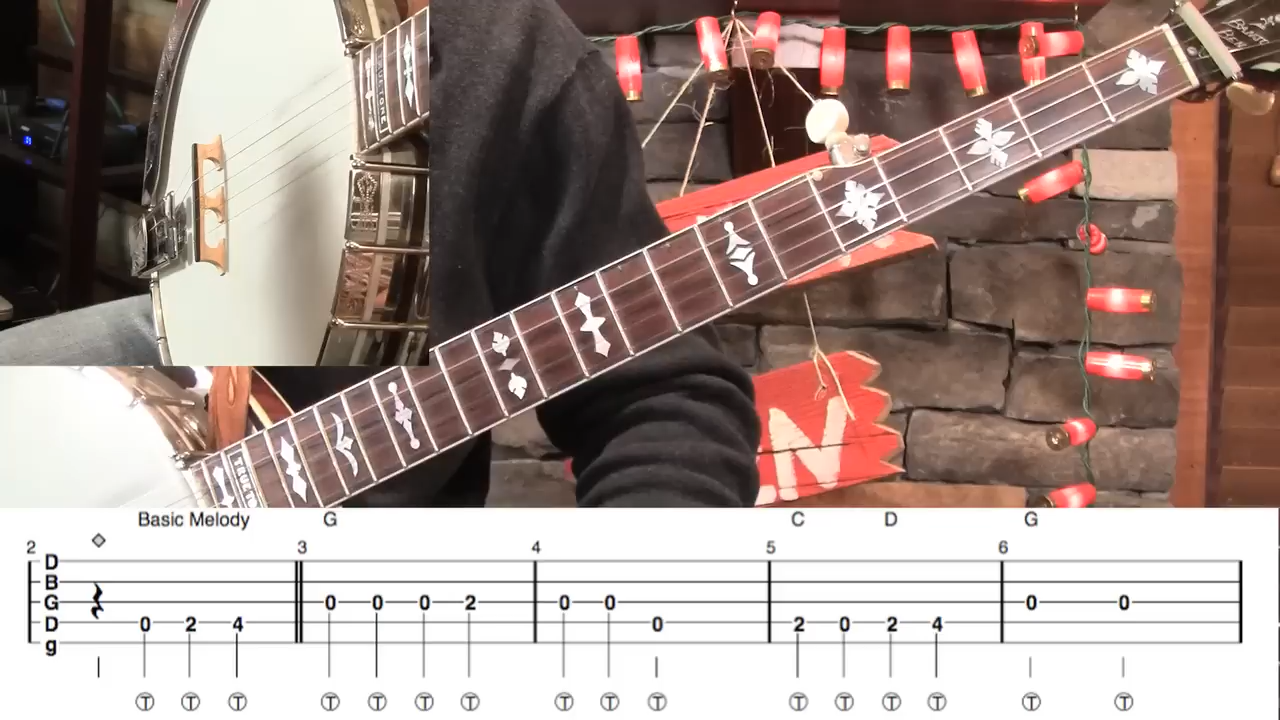 N
Basic Melody G C D G
2 3 4 5 6
D
B
G 0 0 0 2 0 0 0 0
D 0 2 4 0 2 0 2 4
g
T T T T T T T T T T T T T T T T